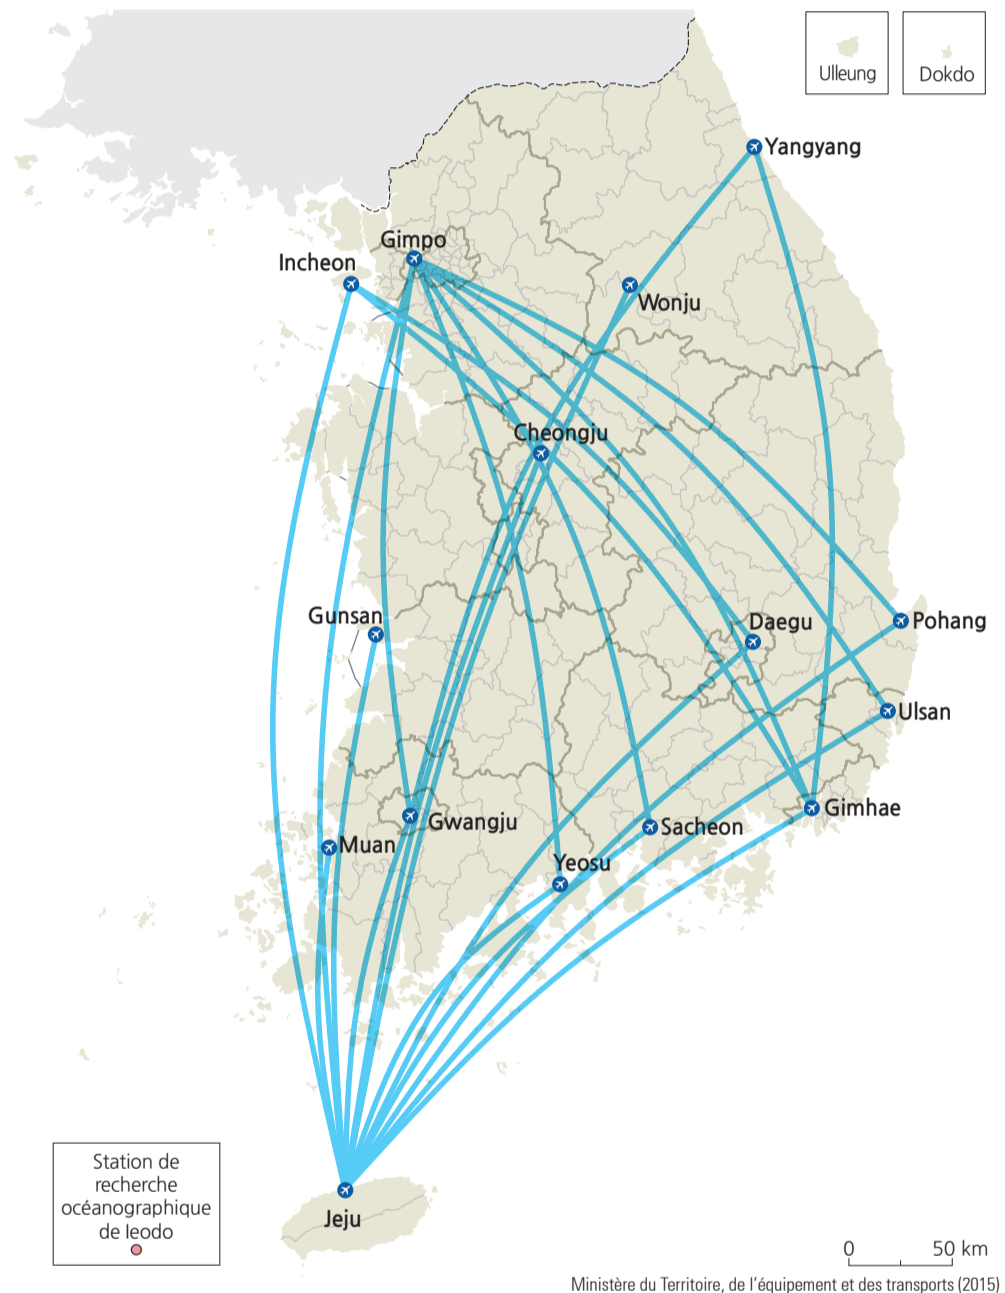 Ulleung
Dokdo
Yangyang
Gimpo
Incheon
Wonju
Cheongju
Gunsan
Daegu
Pohang
Ulsan
Gimhae
Gwangju
Sacheon
Muan
Yeosu
Station de
recherche
océanographique
de Ieodo
Jeju
0 50 km
Ministère du Territoire, de l'équipement et des transports (2015)